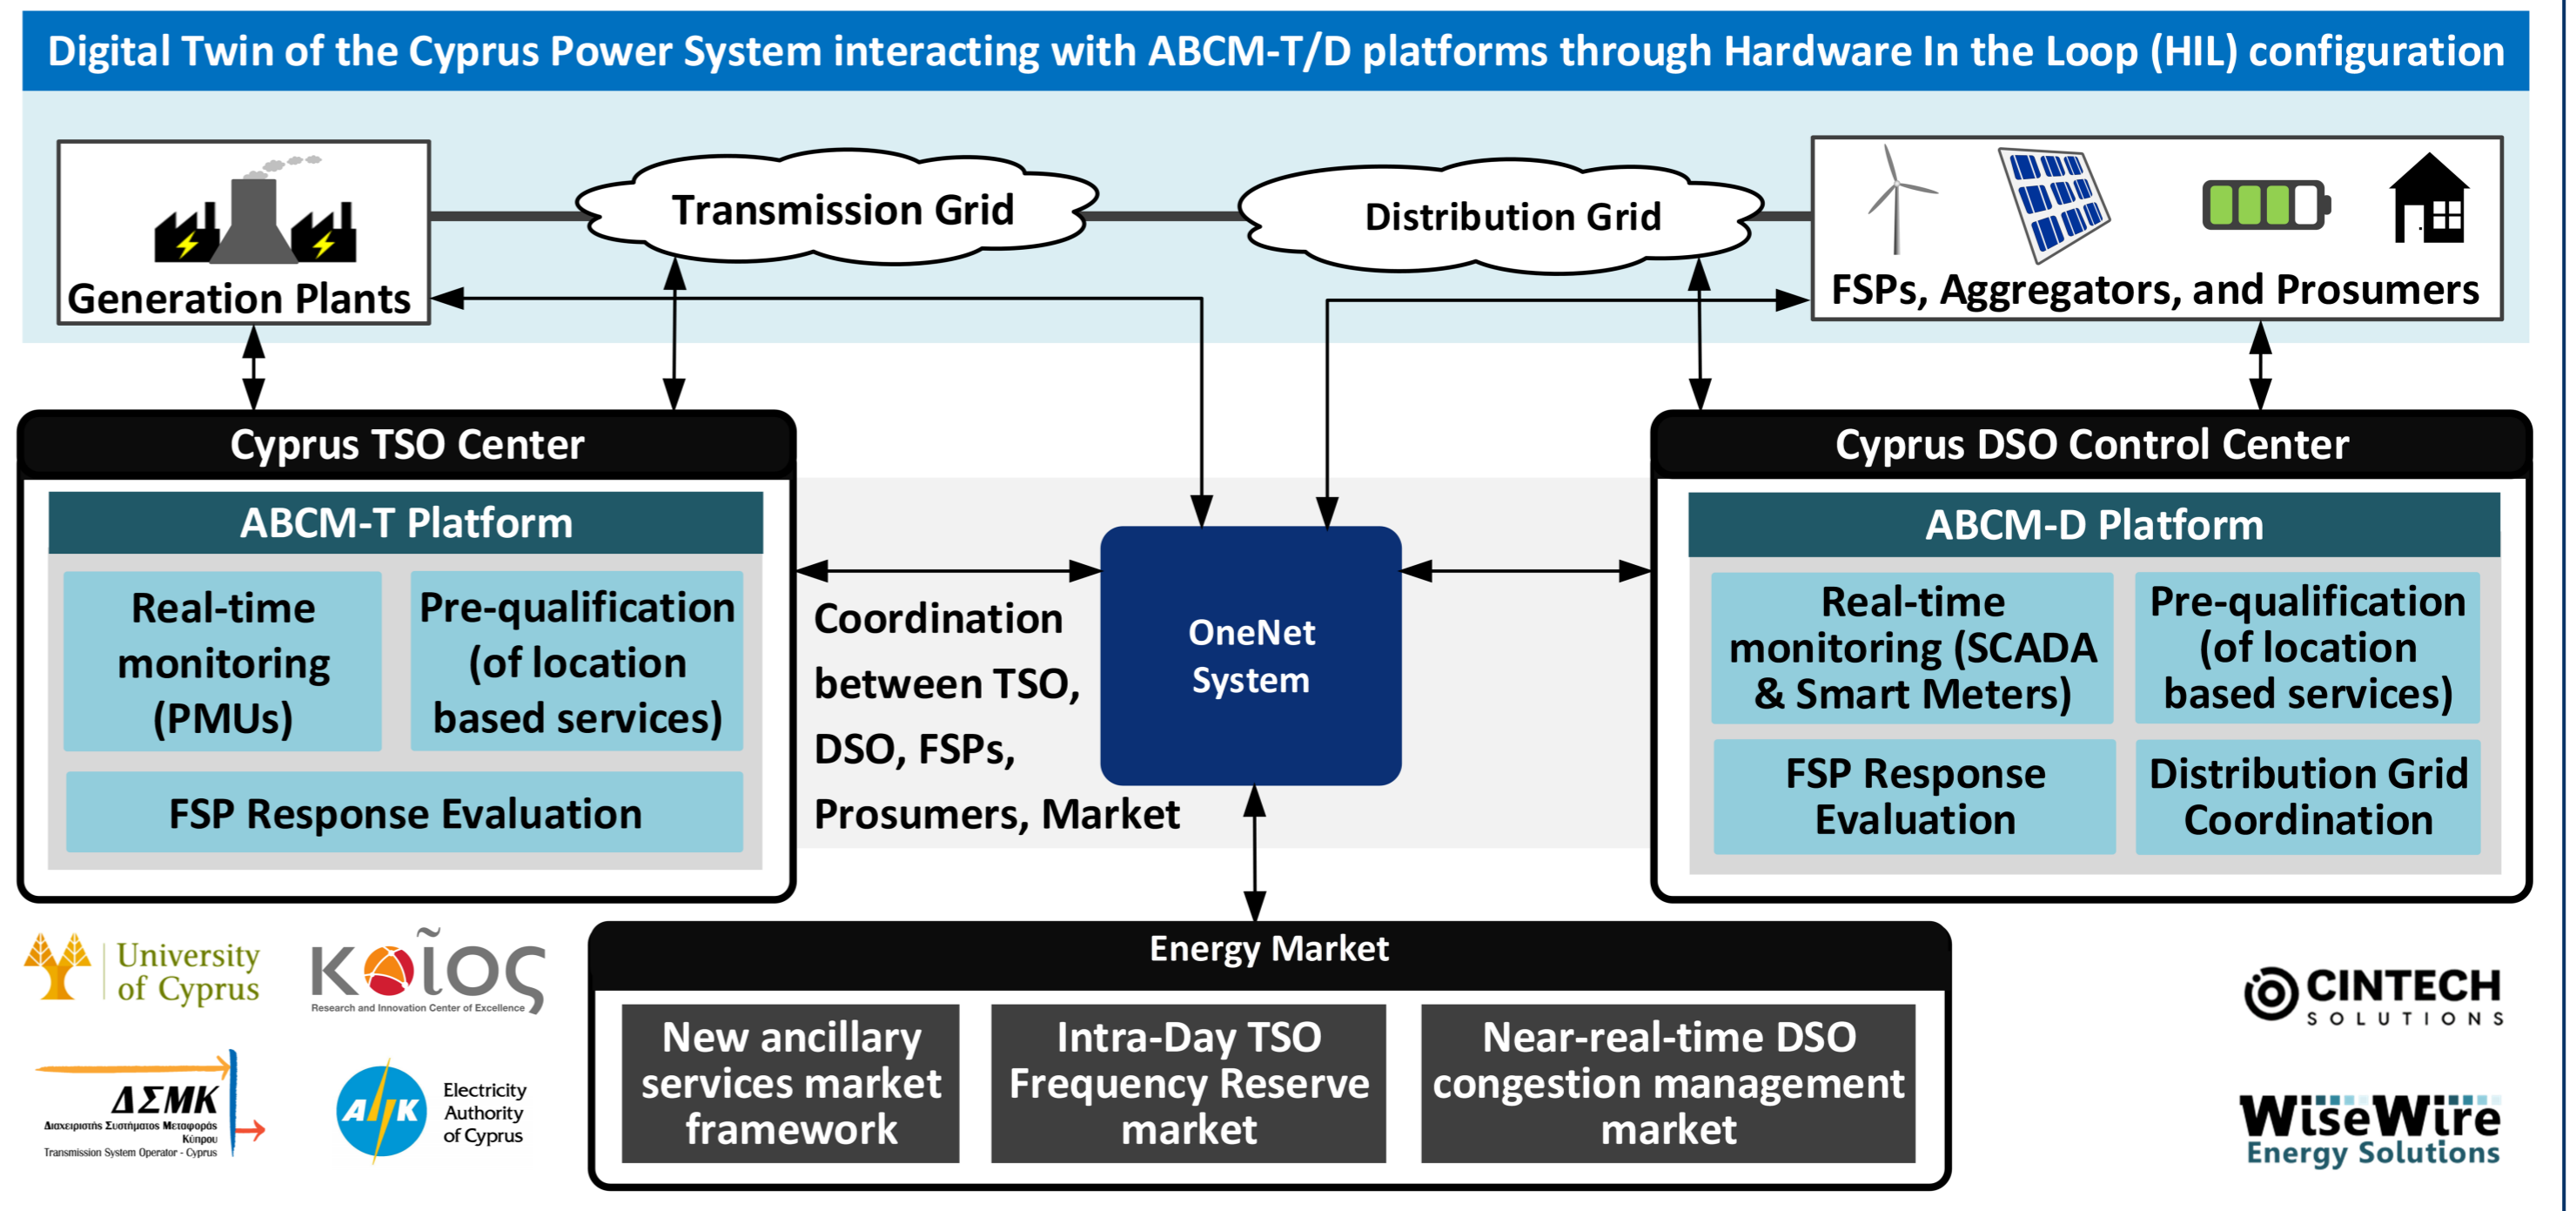 Digital Twin of the Cyprus Power System interacting with ABCM-T/D platforms through Hardware In the Loop (HIL) configuration
Generation Plants
Transmission Grid
Distribution Grid
FSPs, Aggregators, and Prosumers
Cyprus TSO Center
ABCM-T Platform
Real-time
monitoring
(PMUs)
Pre-qualification
(of location
based services)
FSP Response Evaluation
Coordination
between TSO,
DSO, FSPs,
Prosumers, Market
OneNet
System
Cyprus DSO Control Center
ABCM-D Platform
Real-time
monitoring (SCADA
& Smart Meters)
Pre-qualification
(of location
based services)
FSP Response
Evaluation
Distribution Grid
Coordination
Energy Market
New ancillary
services market
framework
Intra-Day TSO
Frequency Reserve
market
Near-real-time DSO
congestion management
market
University
of Cyprus
κοῖος
Research and Innovation Center of Excellence
ΔΣΜΚ
Διαχειριστής Συστήματος Μεταφοράς
Κύπρου
Transmission System Operator - Cyprus
ΑΗΚ
Electricity
Authority
of Cyprus
CINTECH
SOLUTIONS
WiseWire
Energy Solutions